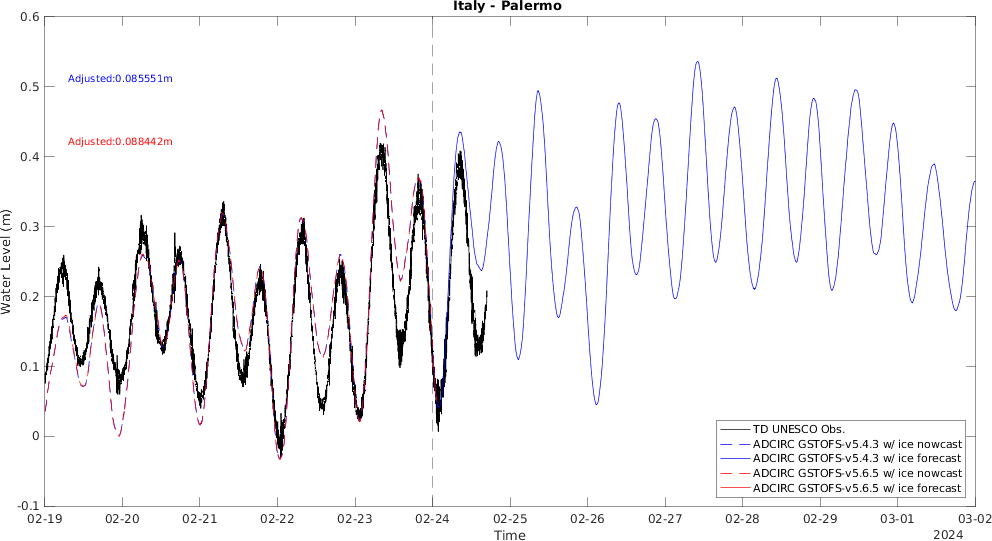 Italy - Palermo
0.6
0.5
0.4
0.3
0.2
0.1
0
-0.1
Water Level (m)
Adjusted:0.085551m
Adjusted:0.088442m
TD UNESCO Obs.
ADCIRC GSTOFS-v5.4.3 w/ ice nowcast
ADCIRC GSTOFS-v5.4.3 w/ ice forecast
ADCIRC GSTOFS-v5.6.5 w/ ice nowcast
ADCIRC GSTOFS-v5.6.5 w/ ice forecast
02-19 02-20 02-21 02-22 02-23 02-24 02-25 02-26 02-27 02-28 02-29 03-01 03-02
Time
2024